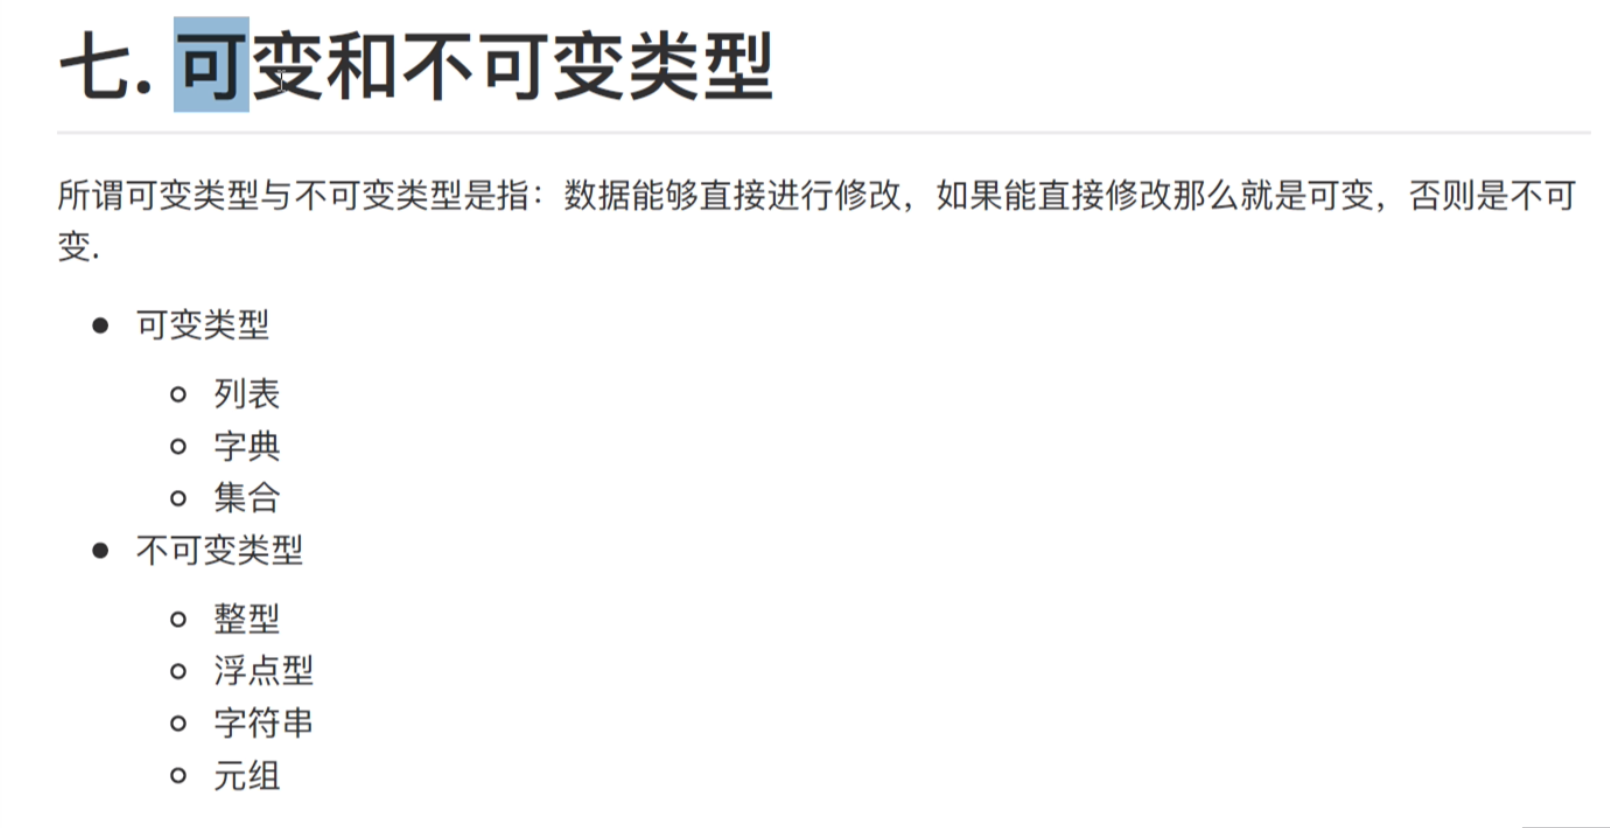 七. 可变和不可变类型
所谓可变类型与不可变类型是指：数据能够直接进行修改，如果能直接修改那么就是可变，否则是不可
变.
可变类型
列表
字典
集合
不可变类型
整型
浮点型
字符串
元组